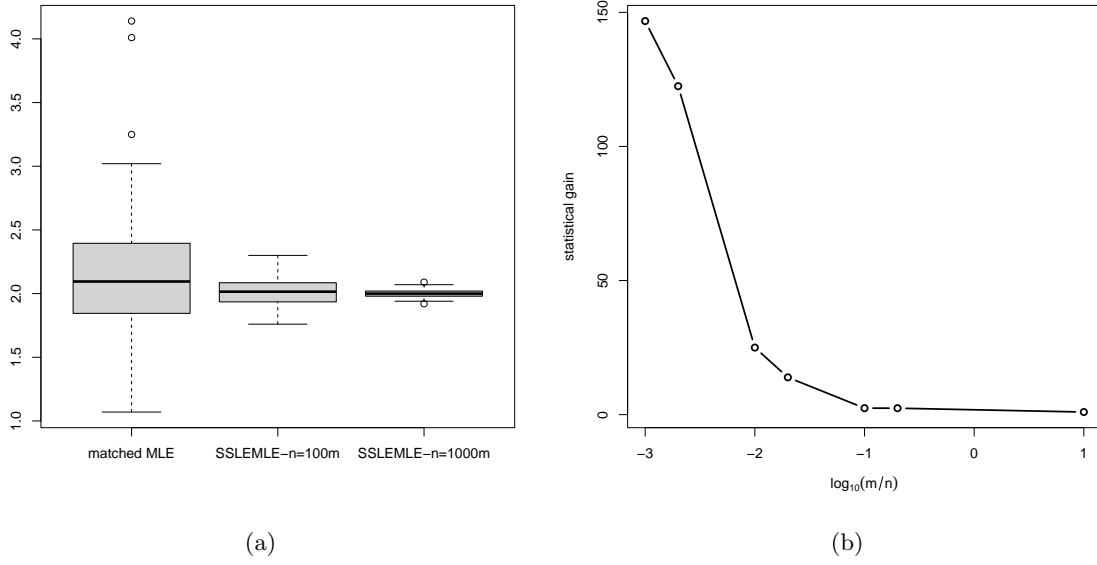 1.0
1.5
2.0
2.5
3.0
3.5
4.0
matched MLE
SSLEMLE−n=100m
SSLEMLE−n=1000m
(a)
statistical gain
0
50
100
150
−3
−2
−1
0
1
log10(m/n)
(b)